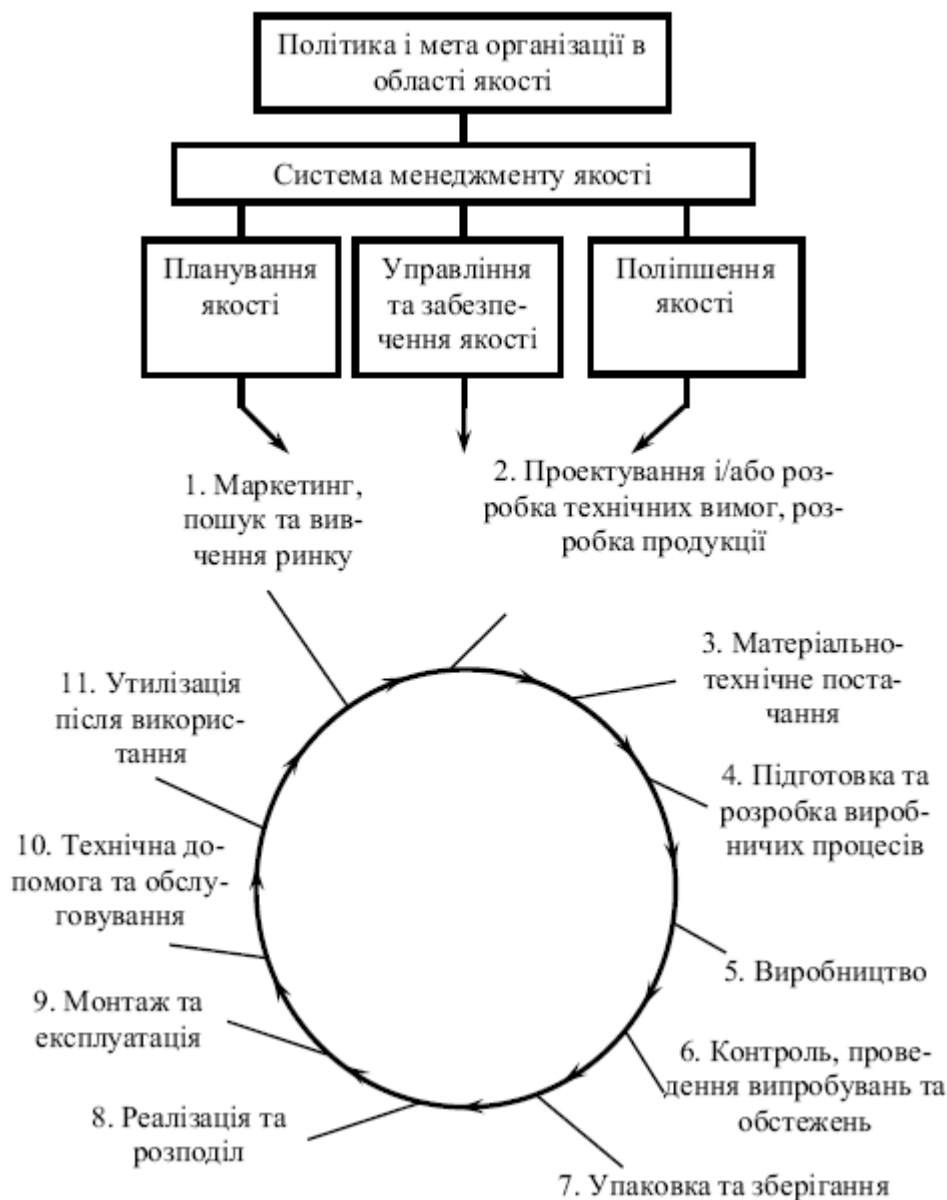 Політика і мета організації в
області якості
Система менеджменту якості
Планування
якості
Управління
та забезпе-
чення якості
Поліпшення
якості
1. Маркетинг,
пошук та вив-
чення ринку
2. Проектування і/або роз-
робка технічних вимог, роз-
робка продукції
3. Матеріально-
технічне поста-
чання
4. Підготовка та
розробка вироб-
ничих процесів
5. Виробництво
6. Контроль, прове-
дення випробувань та
обстежень
7. Упаковка та зберігання
8. Реалізація та
розподіл
9. Монтаж та
експлуатація
10. Технічна до-
помога та обслу-
говування
11. Утилізація
після викорис-
тання